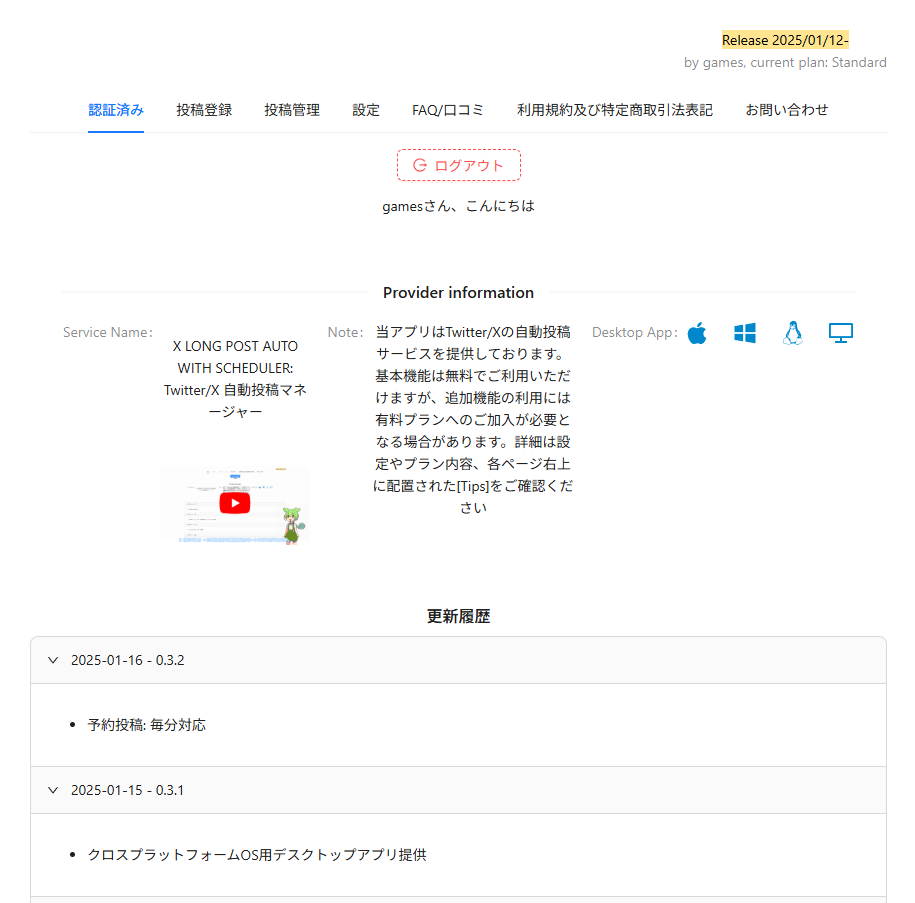 Release 2025/01/12-
by games, current plan: Standard
認証済み 投稿登録 投稿管理 設定 FAQ/口コミ 利用規約及び特定商取引法表記 お問い合わせ
ログアウト
gamesさん、こんにちは
Provider information
Service Name:
X LONG POST AUTO
WITH SCHEDULER:
Twitter/X 自動投稿マネ
ージャー
Note:
当アプリはTwitter/Xの自動投稿
サービスを提供しております。
基本機能は無料でご利用いただ
けますが、追加機能の利用には
有料プランへのご加入が必要と
なる場合があります。詳細は設
定やプラン内容、各ページ右上
に配置された[Tips]をご確認くだ
さい
Desktop App:
更新履歴
2025-01-16 - 0.3.2
予約投稿: 毎分対応
2025-01-15 - 0.3.1
クロスプラットフォームOS用デスクトップアプリ提供